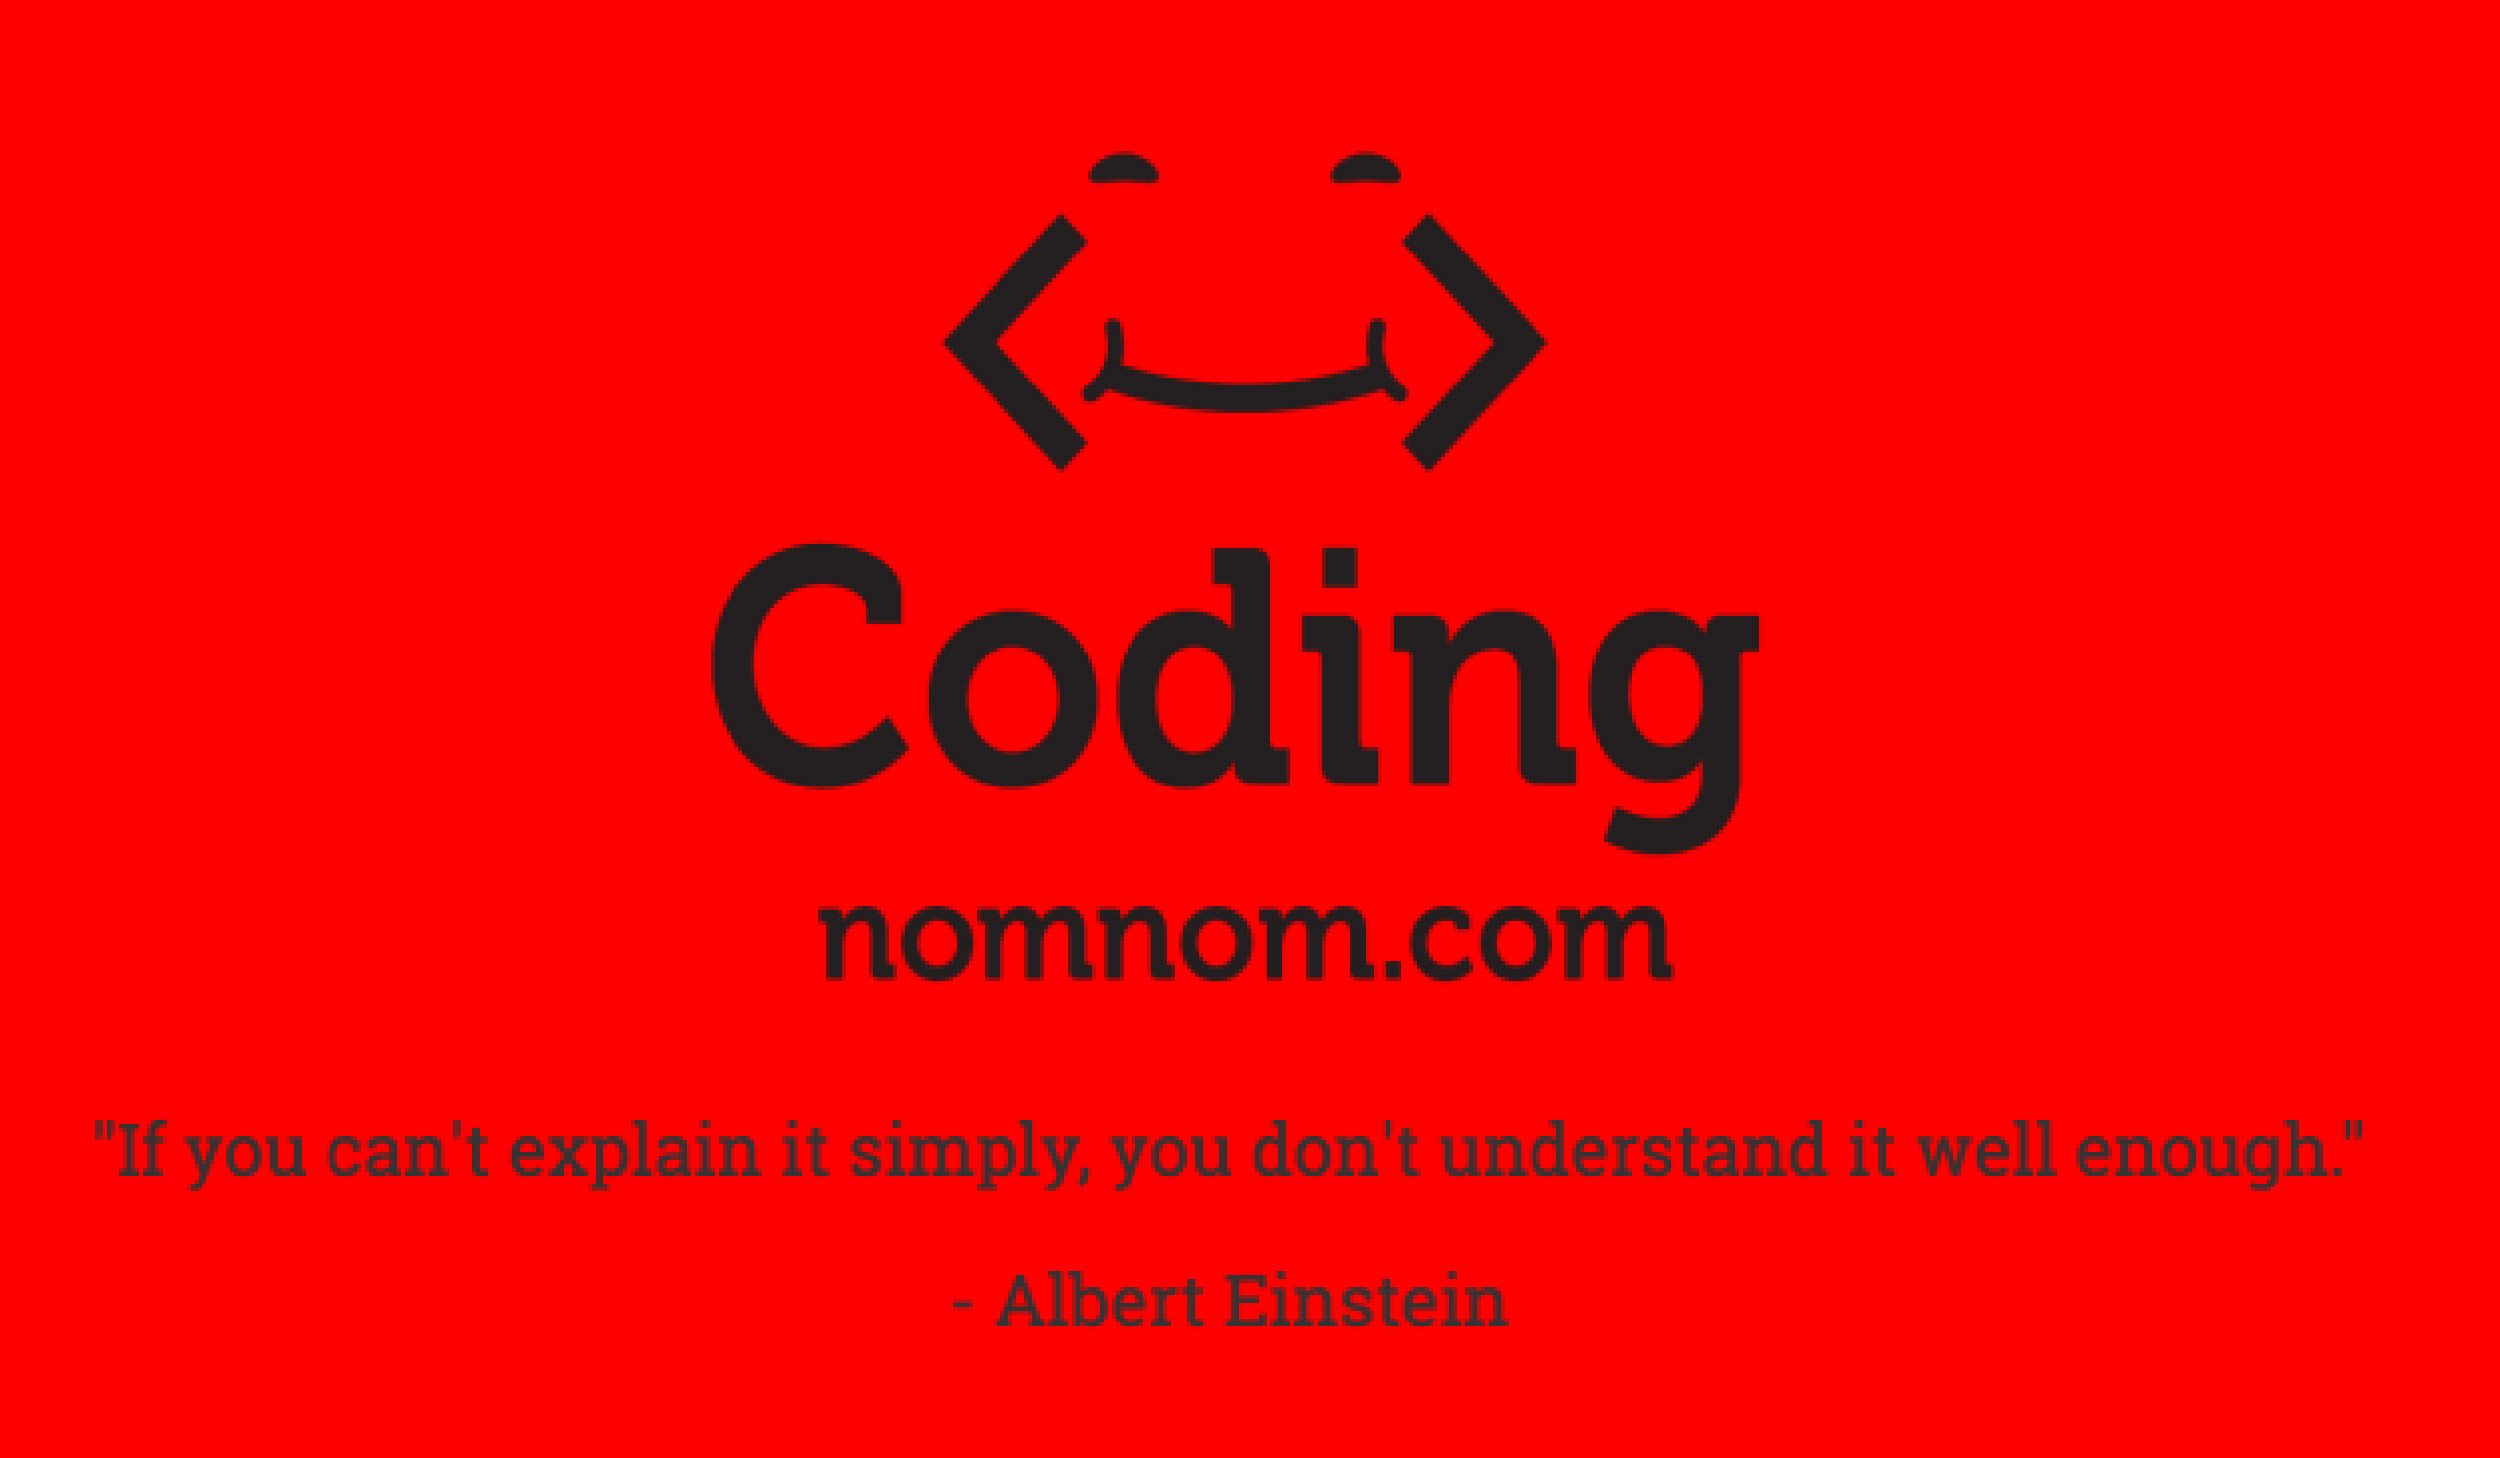 Coding
nomnom.com
"If you can't explain it simply, you don't understand it well enough."
- Albert Einstein